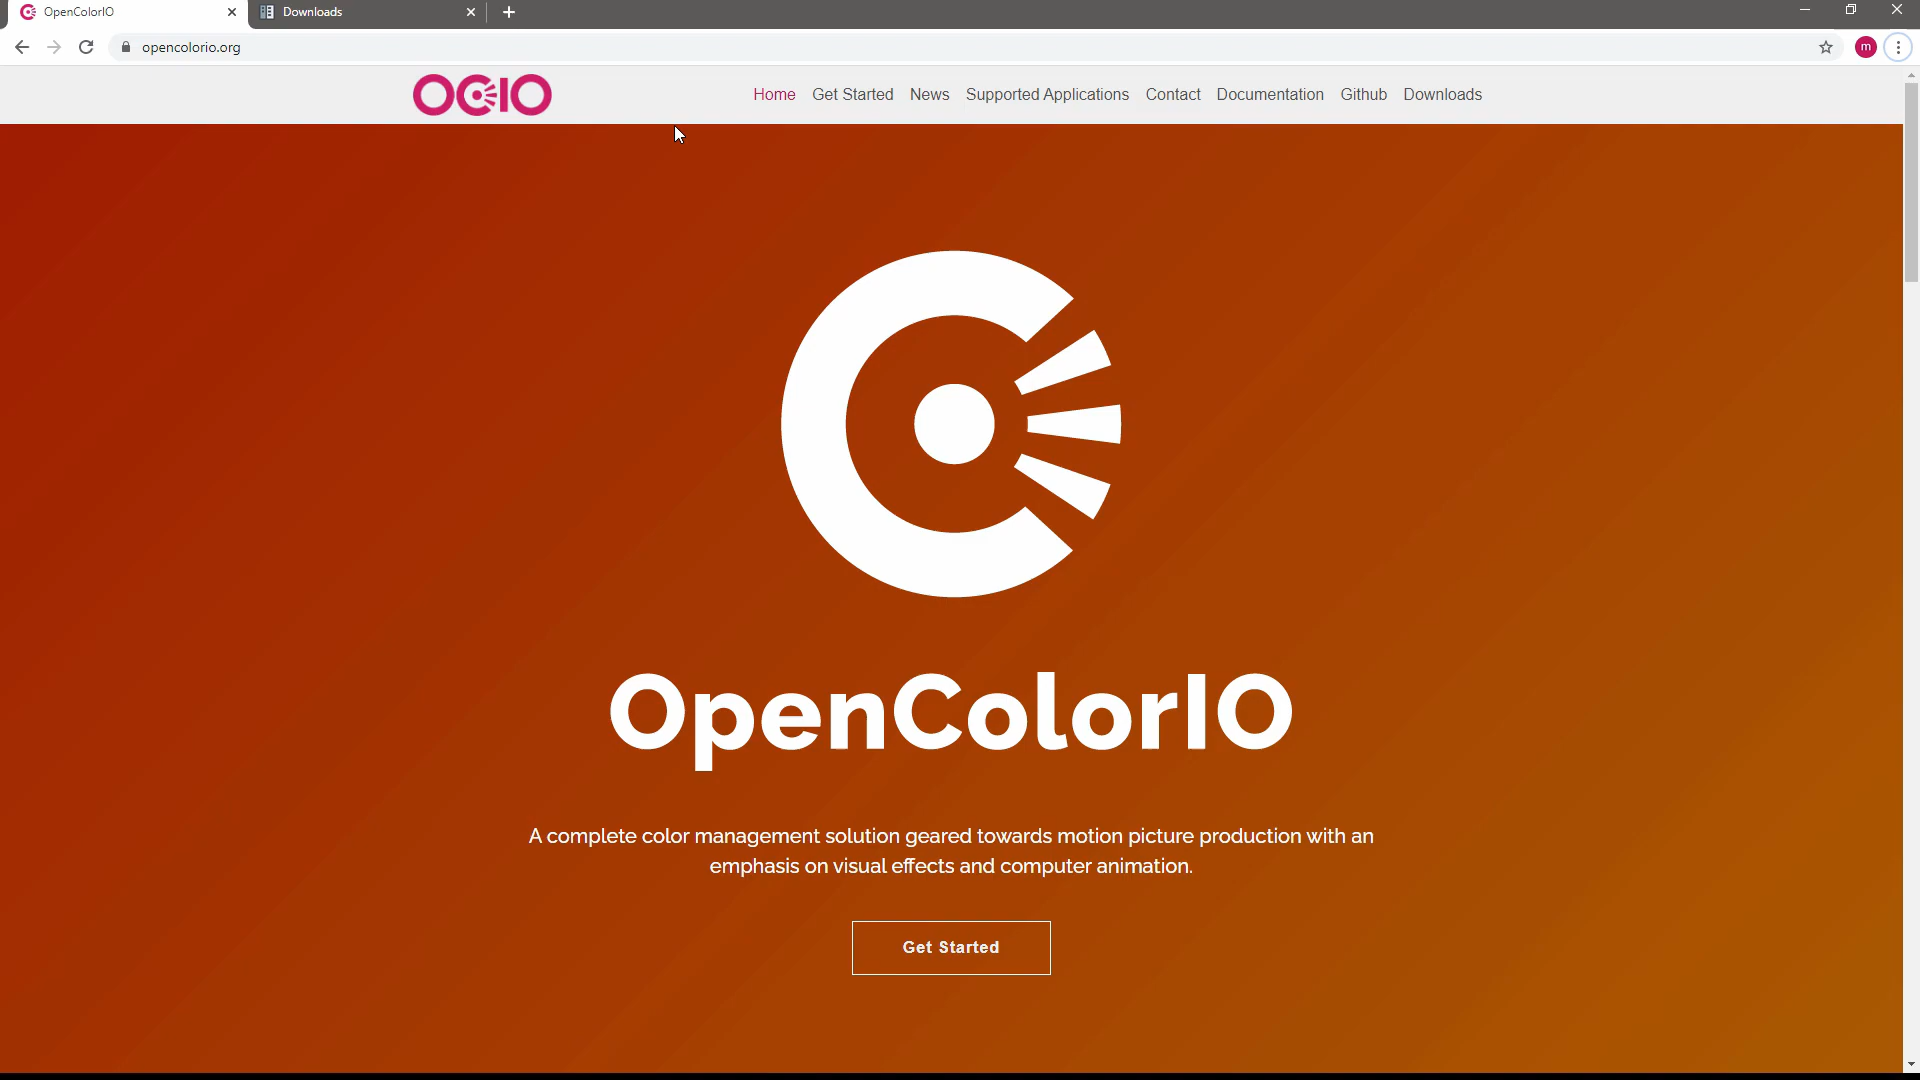 OpenColorIO
Downloads
opencolorio.org
m
OCIO
Home Get Started News Supported Applications Contact Documentation Github Downloads
OpenColorIO
A complete color management solution geared towards motion picture production with an
emphasis on visual effects and computer animation.
Get Started